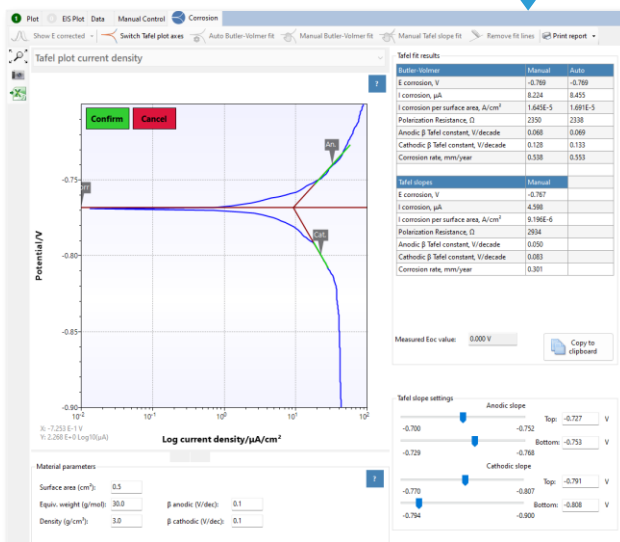 Plot EIS Plot Data Manual Control Corrosion
Show E corrected Switch Tafel plot axes Auto Butler-Volmer fit Manual Butler-Volmer fit Manual Tafel slope fit Remove fit lines Print report
Tafel plot current density
?
Confirm Cancel
An.
Cat.
-0.75
-0.80
-0.85
-0.90
Potential/V
10⁻² 10⁻¹ 10⁰ 10¹ 10²
X: -7.253 E-1 V
Y: 2.268 E+0 Log10(µA)
Log current density/µA/cm²
Material parameters
?
Surface area (cm²): 0.5
Equiv. weight (g/mol): 30.0 β anodic (V/dec): 0.1
Density (g/cm³): 3.0 β cathodic (V/dec): 0.1
Tafel fit results
Butler-Volmer Manual Auto
E corrosion, V -0.769 -0.769
I corrosion, µA 8.224 8.455
I corrosion per surface area, A/cm² 1.645E-5 1.691E-5
Polarization Resistance, Ω 2350 2338
Anodic β Tafel constant, V/decade 0.068 0.069
Cathodic β Tafel constant, V/decade 0.128 0.133
Corrosion rate, mm/year 0.538 0.553
Tafel slopes Manual
E corrosion, V -0.767
I corrosion, µA 4.598
I corrosion per surface area, A/cm² 9.196E-6
Polarization Resistance, Ω 2934
Anodic β Tafel constant, V/decade 0.050
Cathodic β Tafel constant, V/decade 0.083
Corrosion rate, mm/year 0.301
Measured Eoc value: 0.000 V
Copy to
clipboard
Tafel slope settings
Anodic slope
Top: -0.727 V
-0.700 -0.752
Bottom: -0.753 V
-0.729 -0.768
Cathodic slope
Top: -0.791 V
-0.770 -0.807
Bottom: -0.808 V
-0.794 -0.900